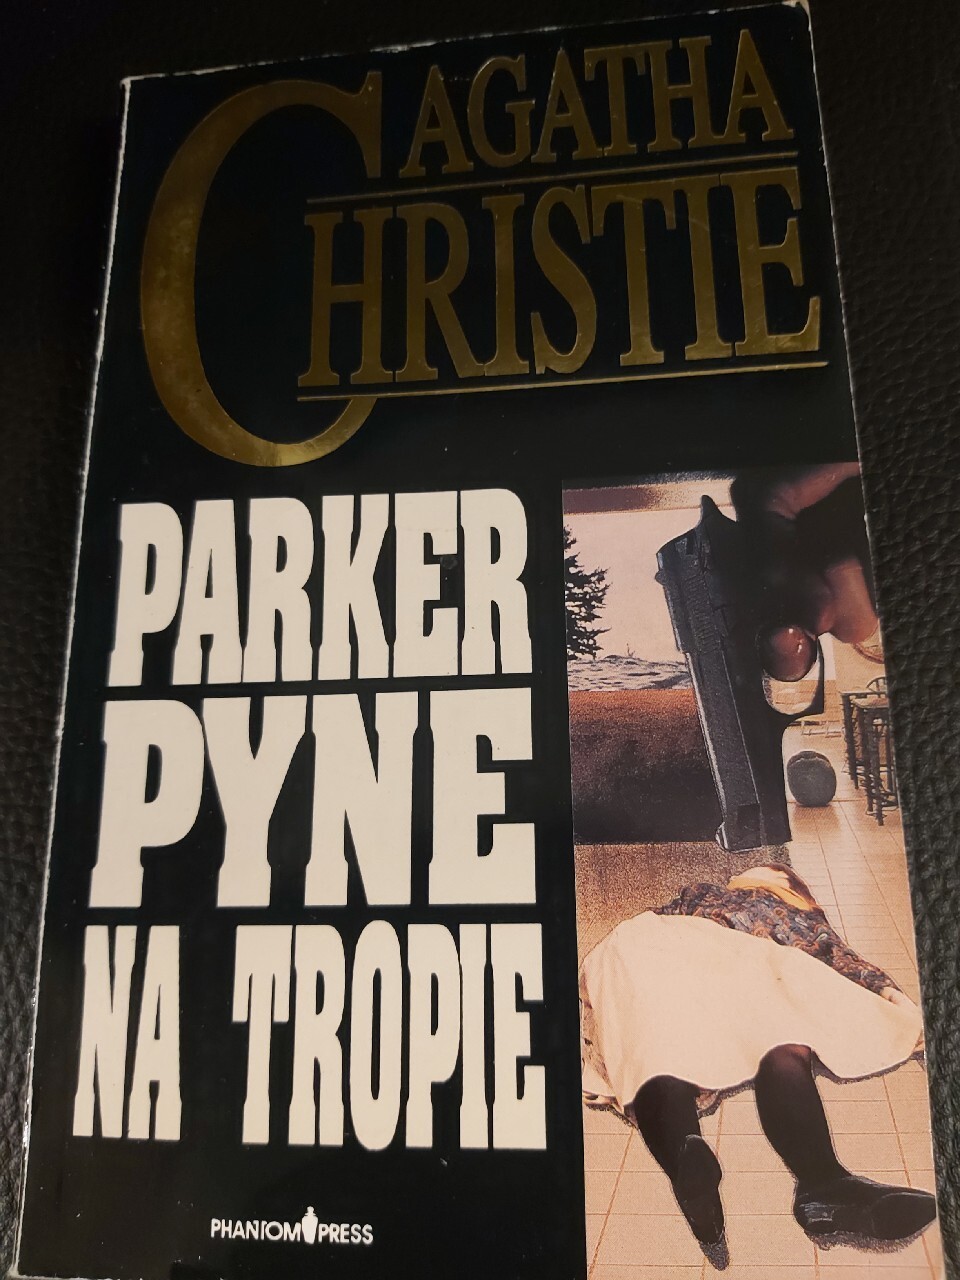 AGATHA
CHRISTIE
PARKER
PYNE
NA TROPIE
PHANTOM PRESS